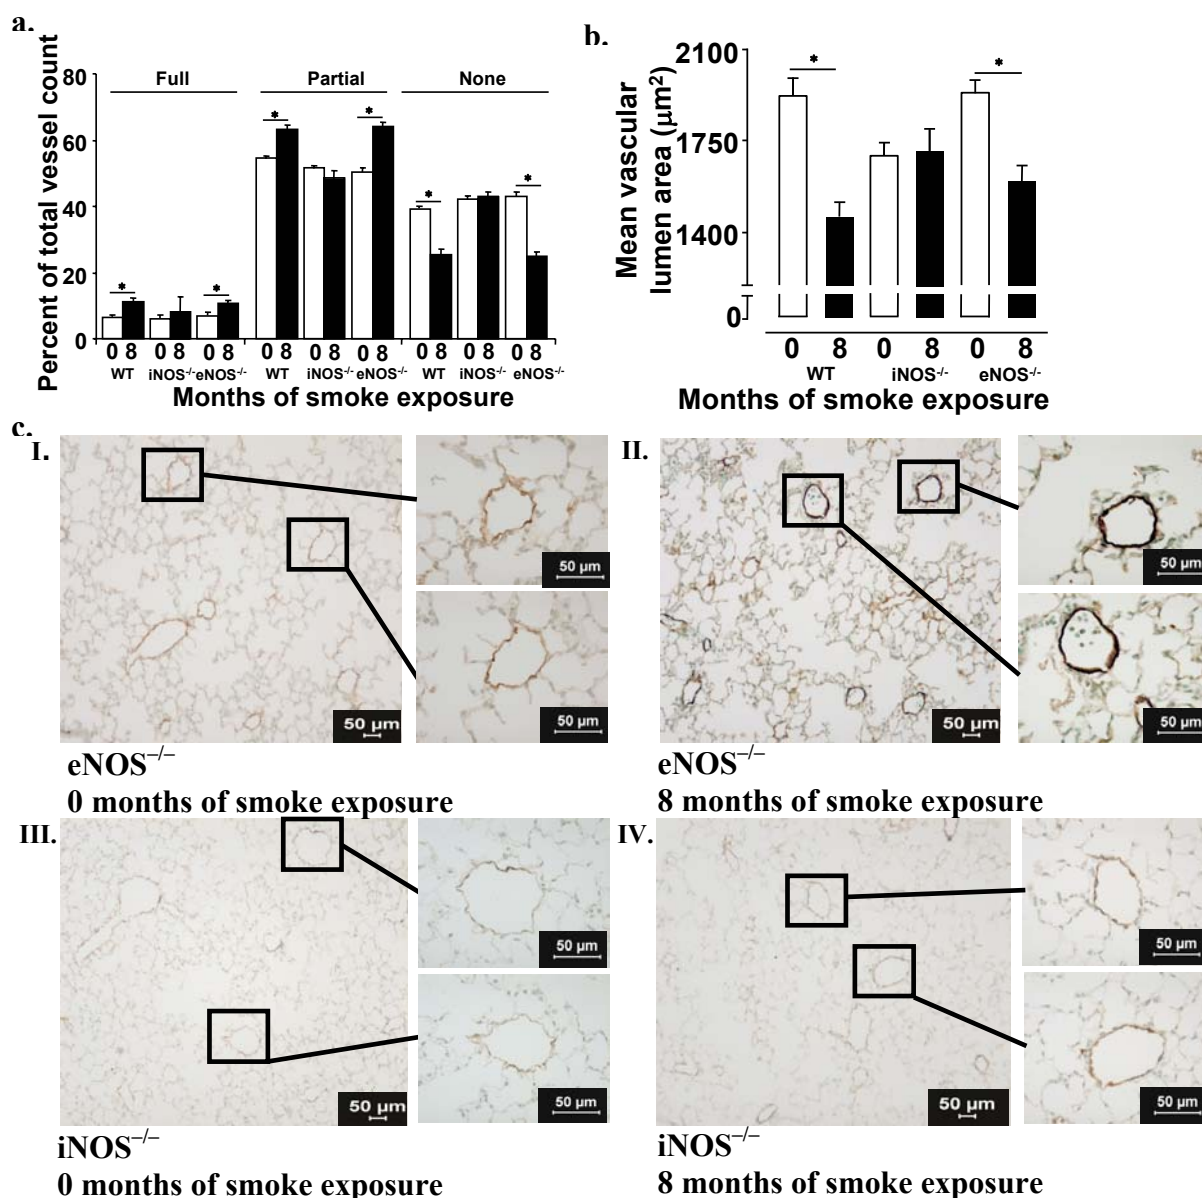 a.
Percent of total vessel count
80
60
40
20
0
Full Partial None
* * * * * *
0 8 0 8 0 8 0 8 0 8 0 8 0 8 0 8 0 8
WT iNOS⁻/⁻ eNOS⁻/⁻ WT iNOS⁻/⁻ eNOS⁻/⁻ WT iNOS⁻/⁻ eNOS⁻/⁻
Months of smoke exposure
b.
Mean vascular
lumen area (µm²)
2100
1750
1400
0
* *
0 8 0 8 0 8
WT iNOS⁻/⁻ eNOS⁻/⁻
Months of smoke exposure
c.
I.
50 µm
50 µm
50 µm
eNOS⁻/⁻
0 months of smoke exposure
II.
50 µm
50 µm
50 µm
eNOS⁻/⁻
8 months of smoke exposure
III.
50 µm
50 µm
50 µm
iNOS⁻/⁻
0 months of smoke exposure
IV.
50 µm
50 µm
50 µm
iNOS⁻/⁻
8 months of smoke exposure